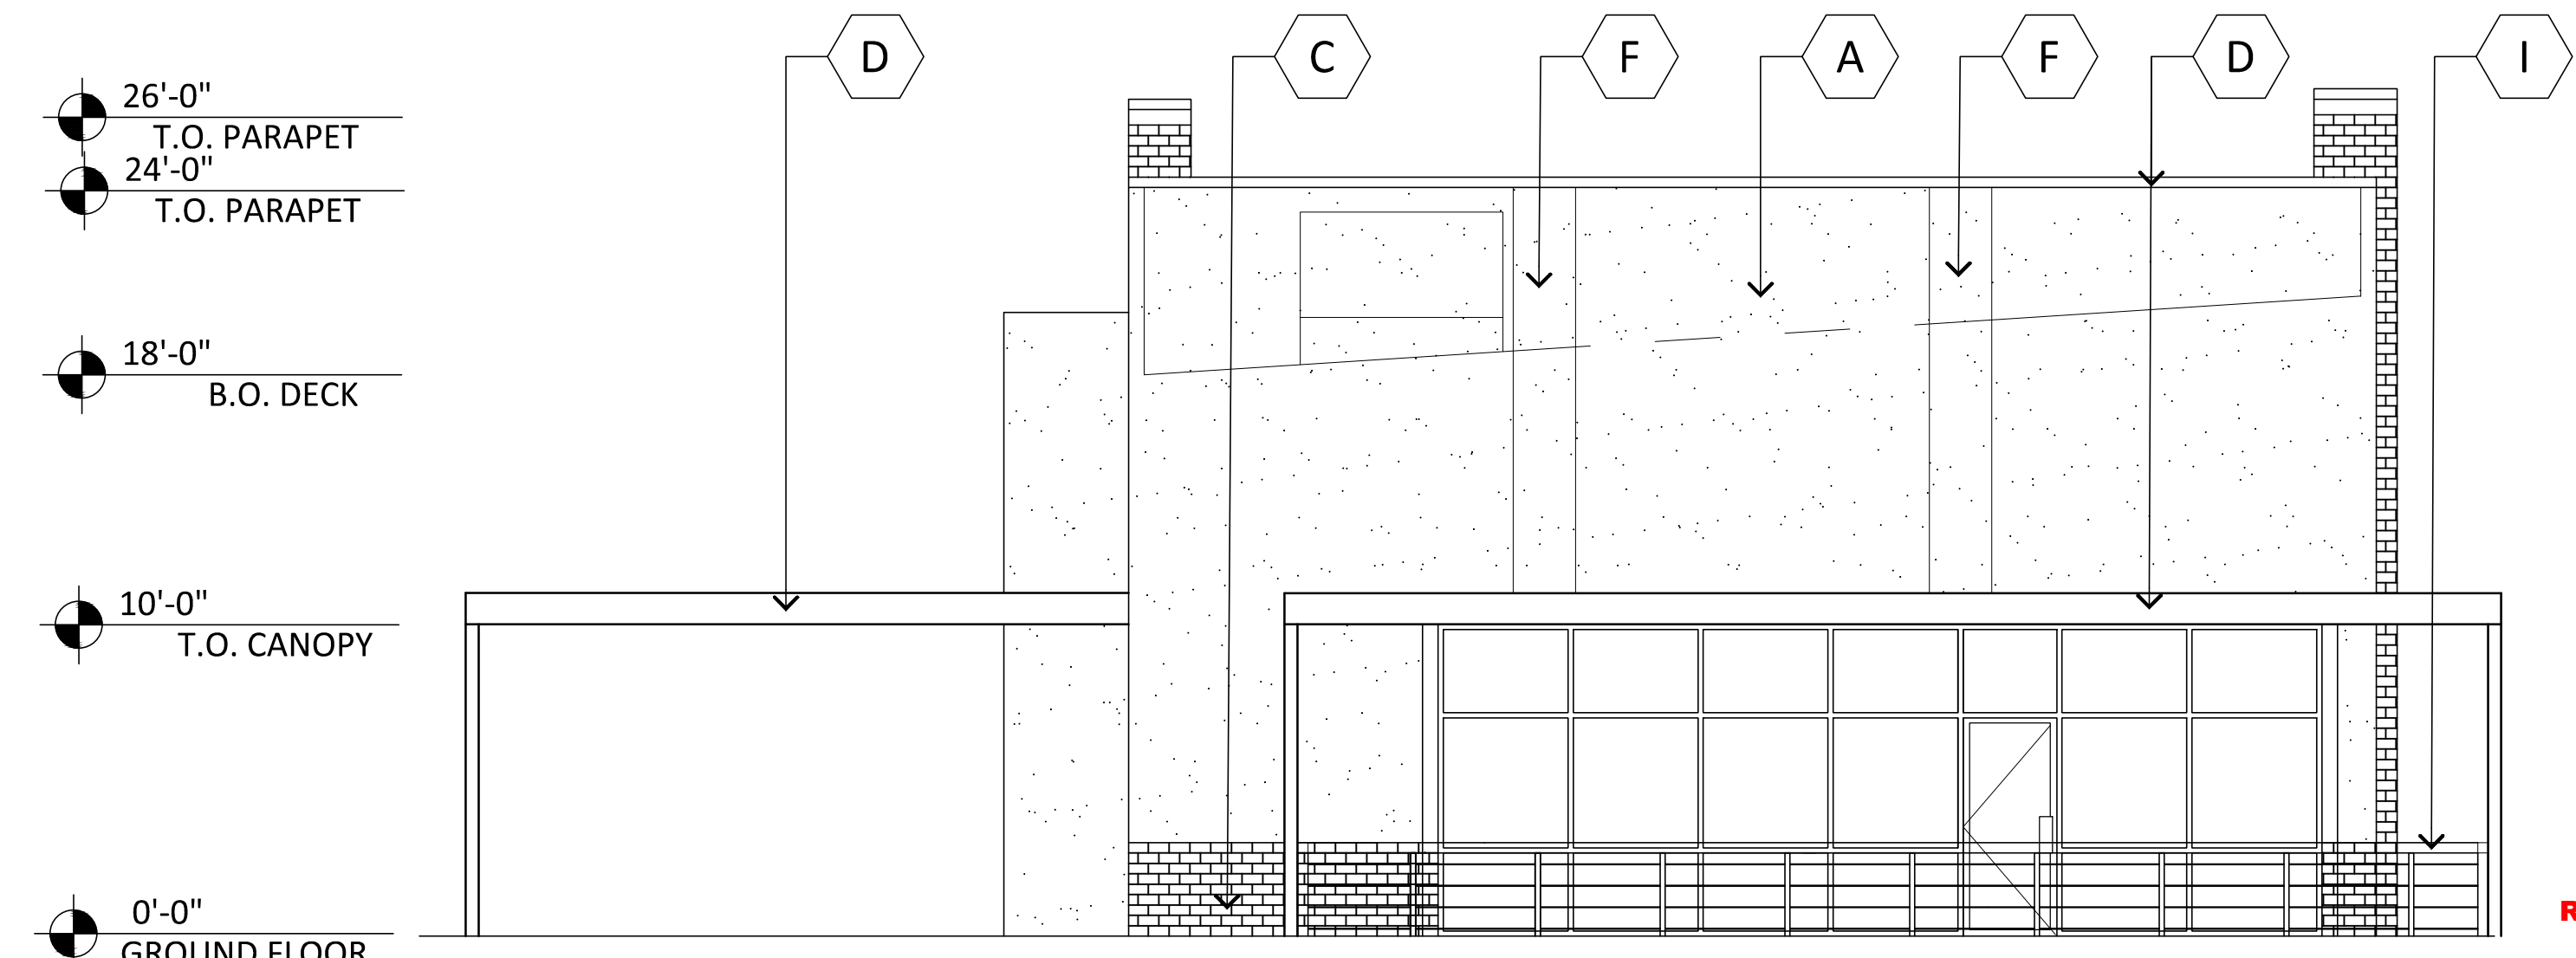 D C F A F D I
26'-0"
T.O. PARAPET
24'-0"
T.O. PARAPET
18'-0"
B.O. DECK
10'-0"
T.O. CANOPY
0'-0"
GROUND FLOOR
R